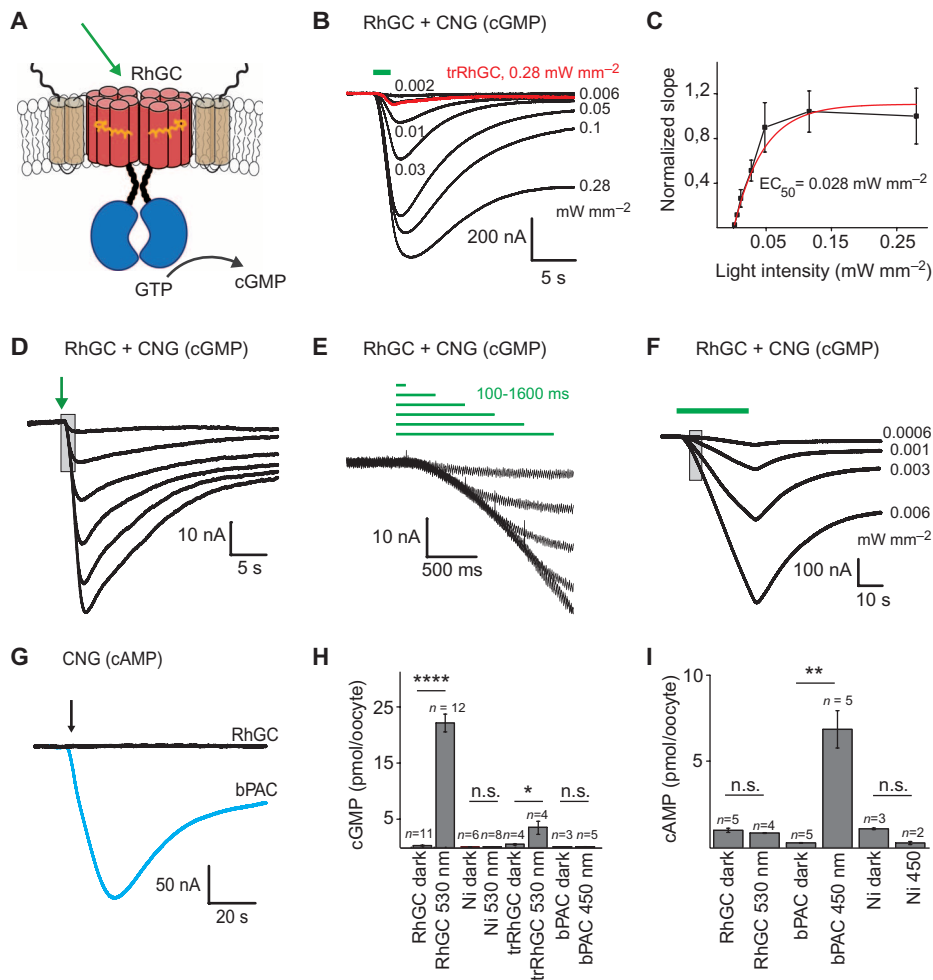 A
RhGC
GTP
cGMP
B
RhGC + CNG (cGMP)
trRhGC, 0.28 mW mm⁻²
0.002
0.006
0.05
0.01
0.1
0.03
0.28
mW mm⁻²
200 nA
5 s
C
Normalized slope
1,2
0,8
0,4
EC50= 0.028 mW mm⁻²
0.05
0.15
0.25
Light intensity (mW mm⁻²)
D
RhGC + CNG (cGMP)
10 nA
5 s
E
RhGC + CNG (cGMP)
100-1600 ms
10 nA
500 ms
F
RhGC + CNG (cGMP)
0.0006
0.001
0.003
0.006
mW mm⁻²
100 nA
10 s
G
CNG (cAMP)
RhGC
bPAC
50 nA
20 s
H
cGMP (pmol/oocyte)
25
15
5
****
n = 12
n.s.
*
n.s.
n=11
n=6
n=8
n=4
n=4
n=3
n=5
RhGC dark
RhGC 530 nm
Ni dark
Ni 530 nm
trRhGC dark
trRhGC 530 nm
bPAC dark
bPAC 450 nm
I
cAMP (pmol/oocyte)
10
5
**
n = 5
n.s.
n.s.
n=5
n=4
n=5
n=3
n=2
RhGC dark
RhGC 530 nm
bPAC dark
bPAC 450 nm
Ni dark
Ni 450